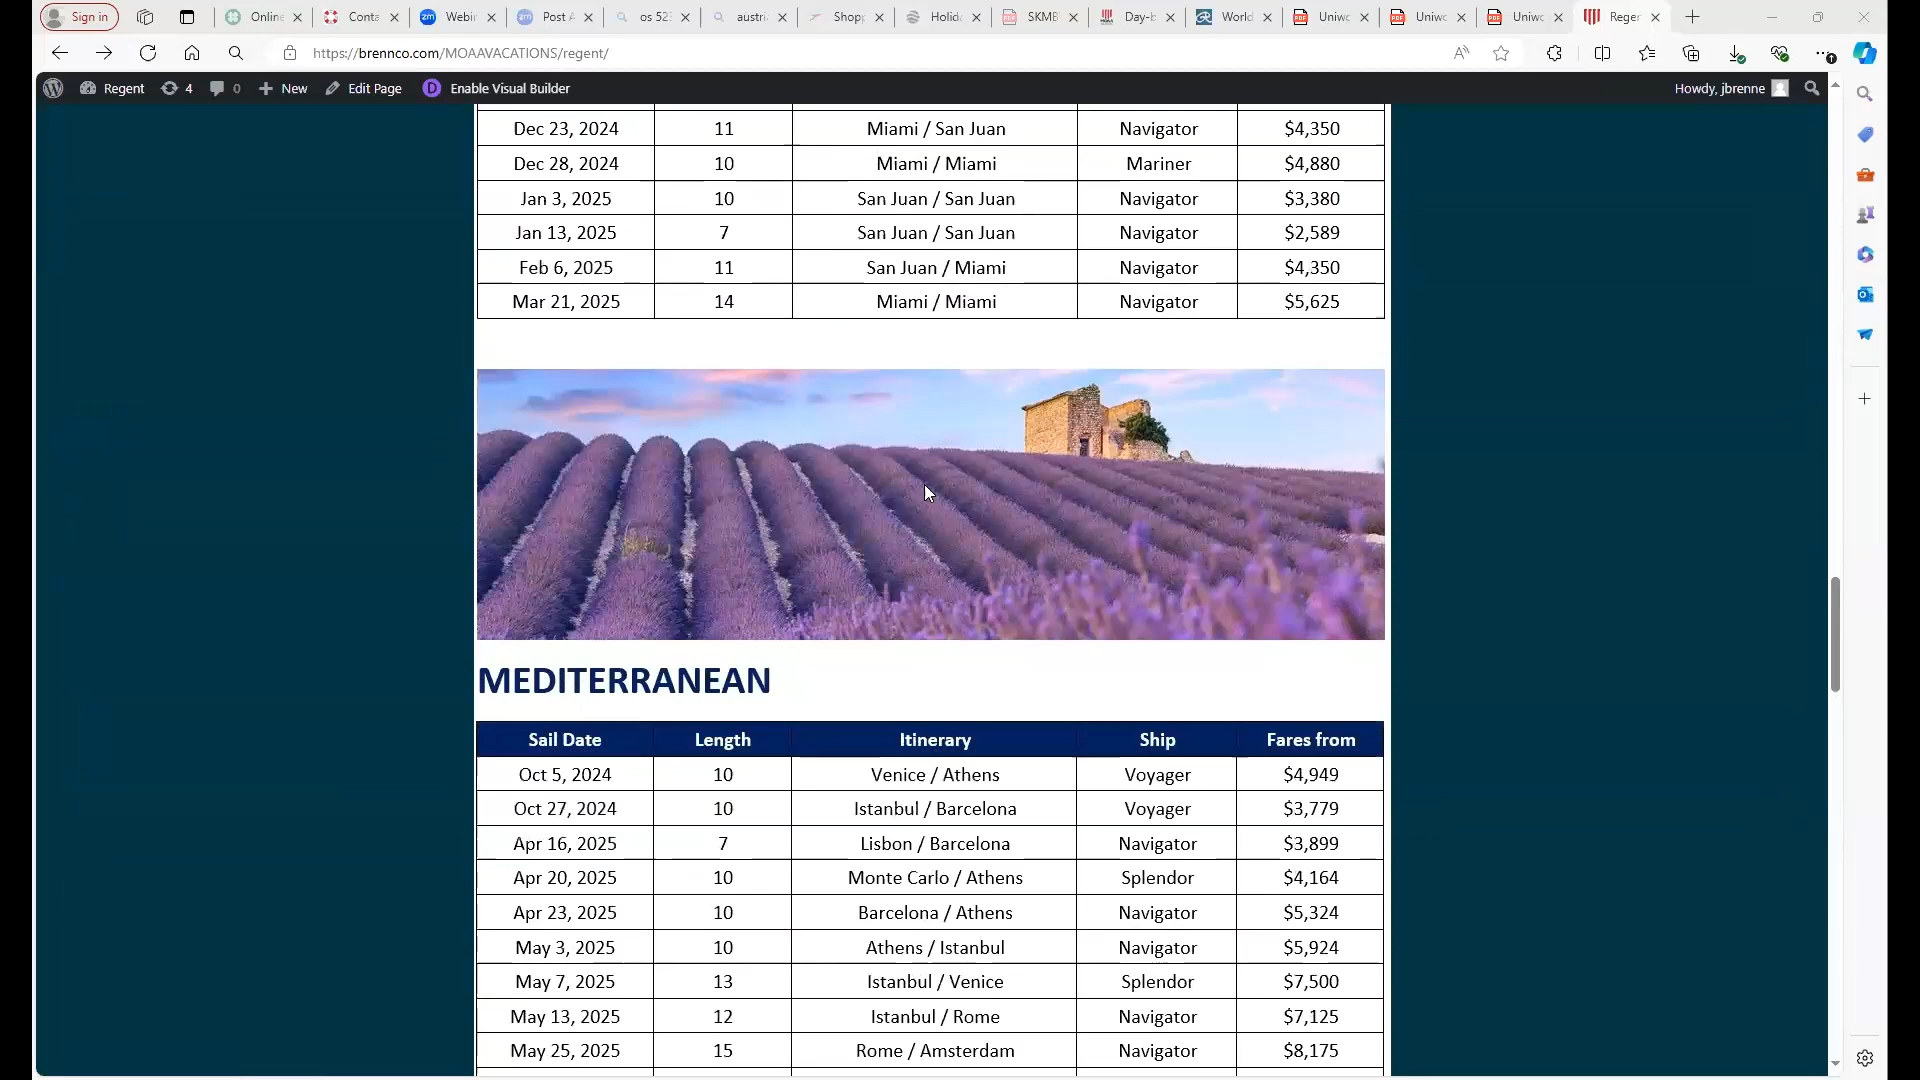 Sign in
Online
Conta
Webin
Post A
os 52
austri
Shopp
Holid
SKMB
Day-b
World
Uniwo
Uniwo
Uniwo
Regen
https://brennco.com/MOAAVACATIONS/regent/
Regent 4 0 New Edit Page D Enable Visual Builder Howdy, jbrenne
Dec 23, 2024 11 Miami / San Juan Navigator $4,350
Dec 28, 2024 10 Miami / Miami Mariner $4,880
Jan 3, 2025 10 San Juan / San Juan Navigator $3,380
Jan 13, 2025 7 San Juan / San Juan Navigator $2,589
Feb 6, 2025 11 San Juan / Miami Navigator $4,350
Mar 21, 2025 14 Miami / Miami Navigator $5,625
MEDITERRANEAN
Sail Date Length Itinerary Ship Fares from
Oct 5, 2024 10 Venice / Athens Voyager $4,949
Oct 27, 2024 10 Istanbul / Barcelona Voyager $3,779
Apr 16, 2025 7 Lisbon / Barcelona Navigator $3,899
Apr 20, 2025 10 Monte Carlo / Athens Splendor $4,164
Apr 23, 2025 10 Barcelona / Athens Navigator $5,324
May 3, 2025 10 Athens / Istanbul Navigator $5,924
May 7, 2025 13 Istanbul / Venice Splendor $7,500
May 13, 2025 12 Istanbul / Rome Navigator $7,125
May 25, 2025 15 Rome / Amsterdam Navigator $8,175